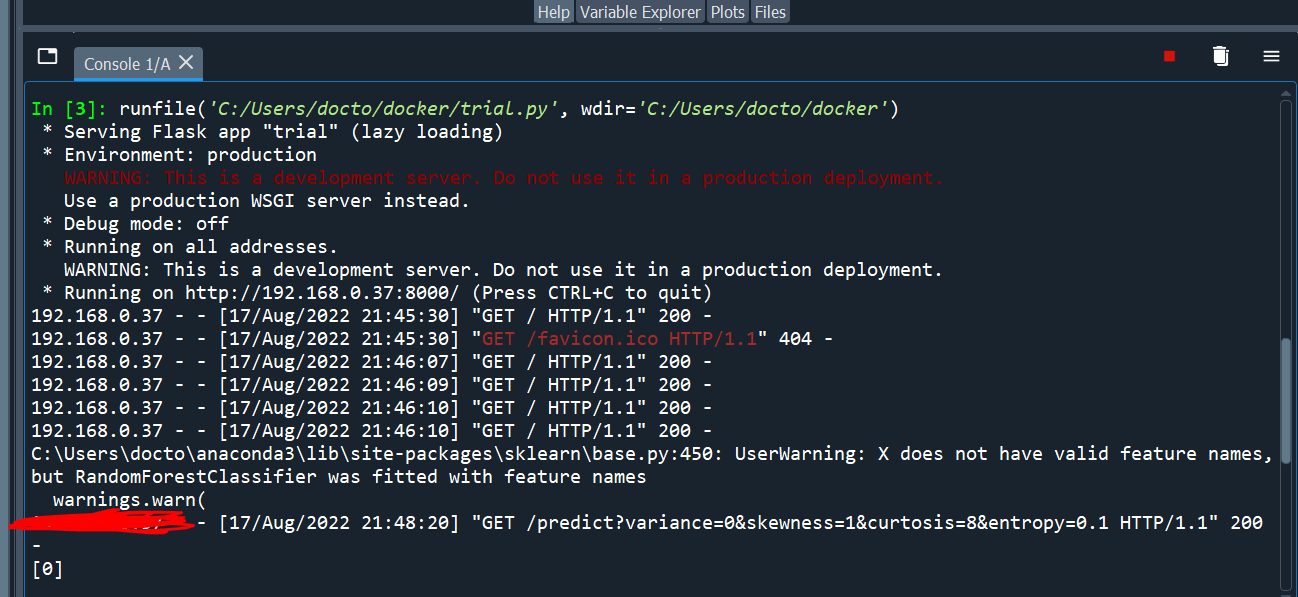 Help Variable Explorer Plots Files
Console 1/A
In [3]: runfile('C:/Users/docto/docker/trial.py', wdir='C:/Users/docto/docker')
* Serving Flask app "trial" (lazy loading)
* Environment: production
WARNING: This is a development server. Do not use it in a production deployment.
Use a production WSGI server instead.
* Debug mode: off
* Running on all addresses.
WARNING: This is a development server. Do not use it in a production deployment.
* Running on http://192.168.0.37:8000/ (Press CTRL+C to quit)
192.168.0.37 - - [17/Aug/2022 21:45:30] "GET / HTTP/1.1" 200 -
192.168.0.37 - - [17/Aug/2022 21:45:30] "GET /favicon.ico HTTP/1.1" 404 -
192.168.0.37 - - [17/Aug/2022 21:46:07] "GET / HTTP/1.1" 200 -
192.168.0.37 - - [17/Aug/2022 21:46:09] "GET / HTTP/1.1" 200 -
192.168.0.37 - - [17/Aug/2022 21:46:10] "GET / HTTP/1.1" 200 -
192.168.0.37 - - [17/Aug/2022 21:46:10] "GET / HTTP/1.1" 200 -
C:\Users\docto\anaconda3\lib\site-packages\sklearn\base.py:450: UserWarning: X does not have valid feature names,
but RandomForestClassifier was fitted with feature names
warnings.warn(
- [17/Aug/2022 21:48:20] "GET /predict?variance=0&skewness=1&curtosis=8&entropy=0.1 HTTP/1.1" 200
-
[0]